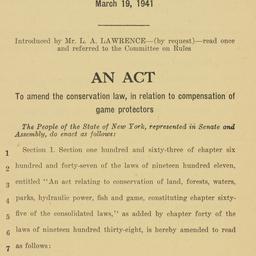 March 19, 1941
Introduced by Mr. L. A. LAWRENCE—(by request)—read once
and referred to the Committee on Rules
AN ACT
To amend the conservation law, in relation to compensation of
game protectors
The People of the State of New York, represented in Senate and
Assembly, do enact as follows:
1 Section 1. Section one hundred and sixty-three of chapter six
2 hundred and forty-seven of the laws of nineteen hundred eleven,
3 entitled "An act relating to conservation of land, forests, waters,
4 parks, hydraulic power, fish and game, constituting chapter sixty-
5 five of the consolidated laws," as added by chapter forty of the
6 laws of nineteen hundred thirty-eight, is hereby amended to read
7 as follows: